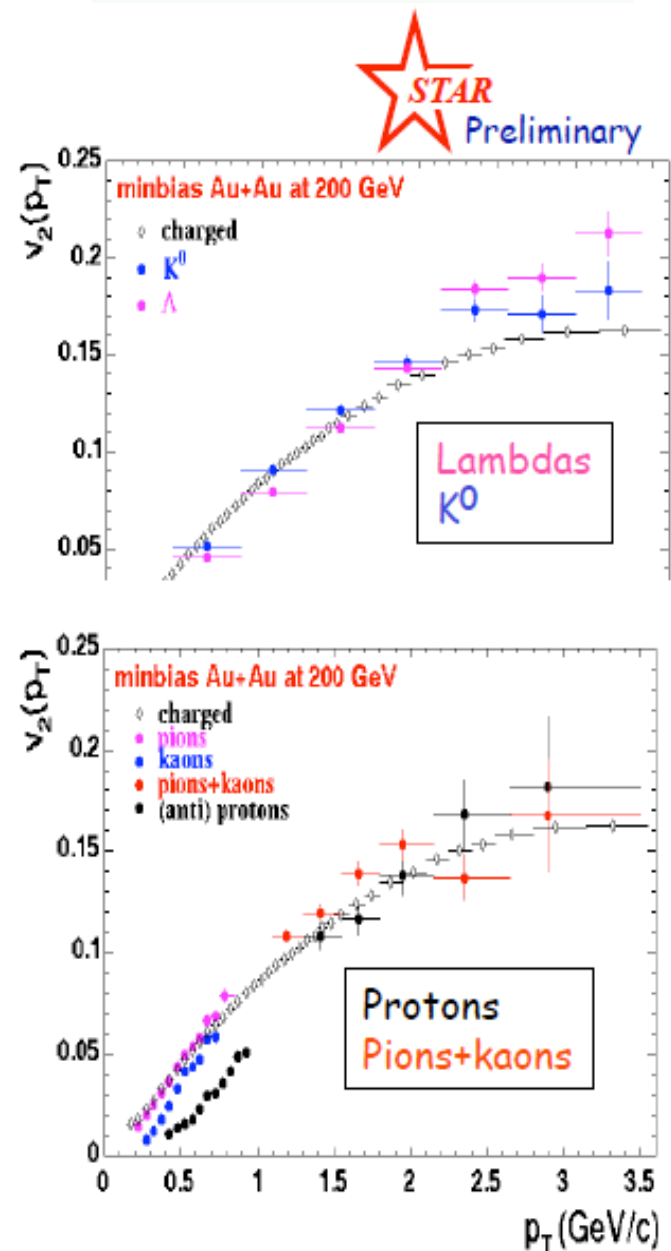 STAR
Preliminary
0.25
0.2
0.15
0.1
0.05
v₂(p_T)
minbias Au+Au at 200 GeV
charged
K⁰
Λ
Lambdas
K⁰
0.25
0.2
0.15
0.1
0.05
0
v₂(p_T)
minbias Au+Au at 200 GeV
charged
pions
kaons
pions+kaons
(anti) protons
Protons
Pions+kaons
0 0.5 1 1.5 2 2.5 3 3.5
p_T (GeV/c)